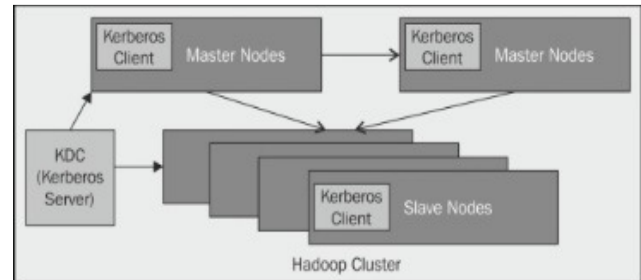 Kerberos
Client
Master Nodes
Kerberos
Client
Master Nodes
KDC
(Kerberos
Server)
Kerberos
Client
Slave Nodes
Hadoop Cluster